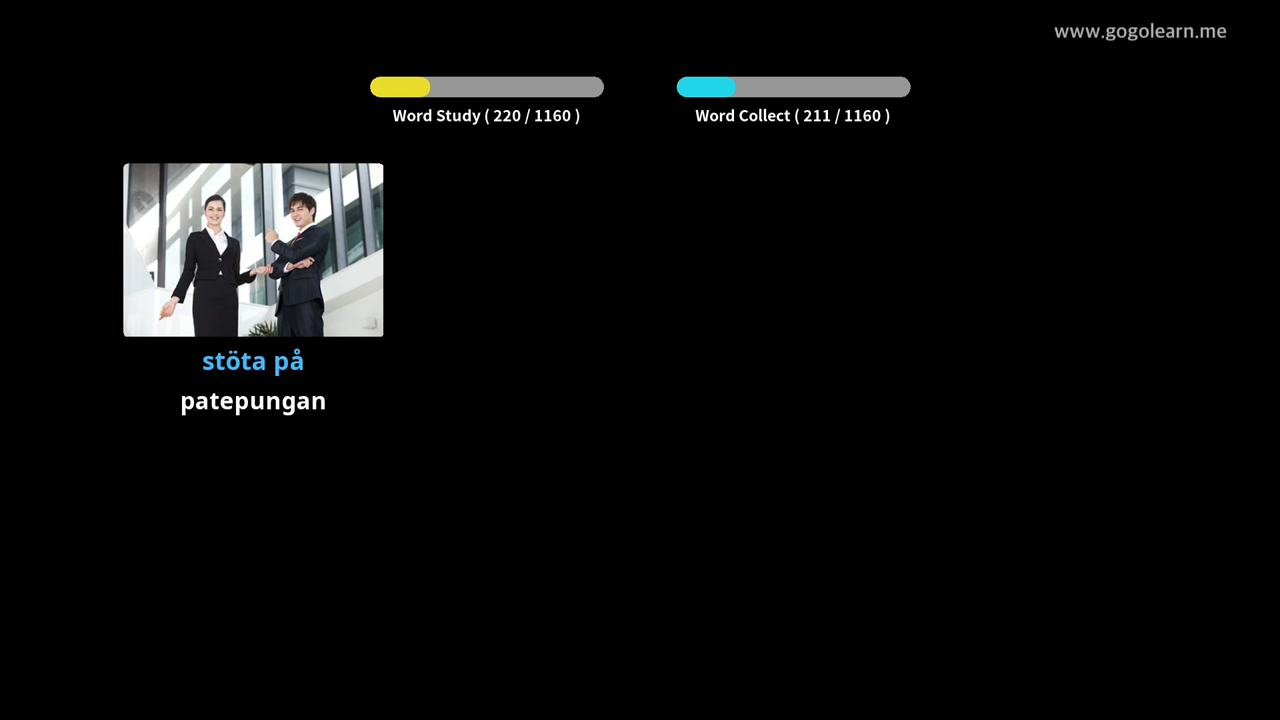 www.gogolearn.me
Word Study ( 220 / 1160 )
Word Collect ( 211 / 1160 )
stöta på
patepungan